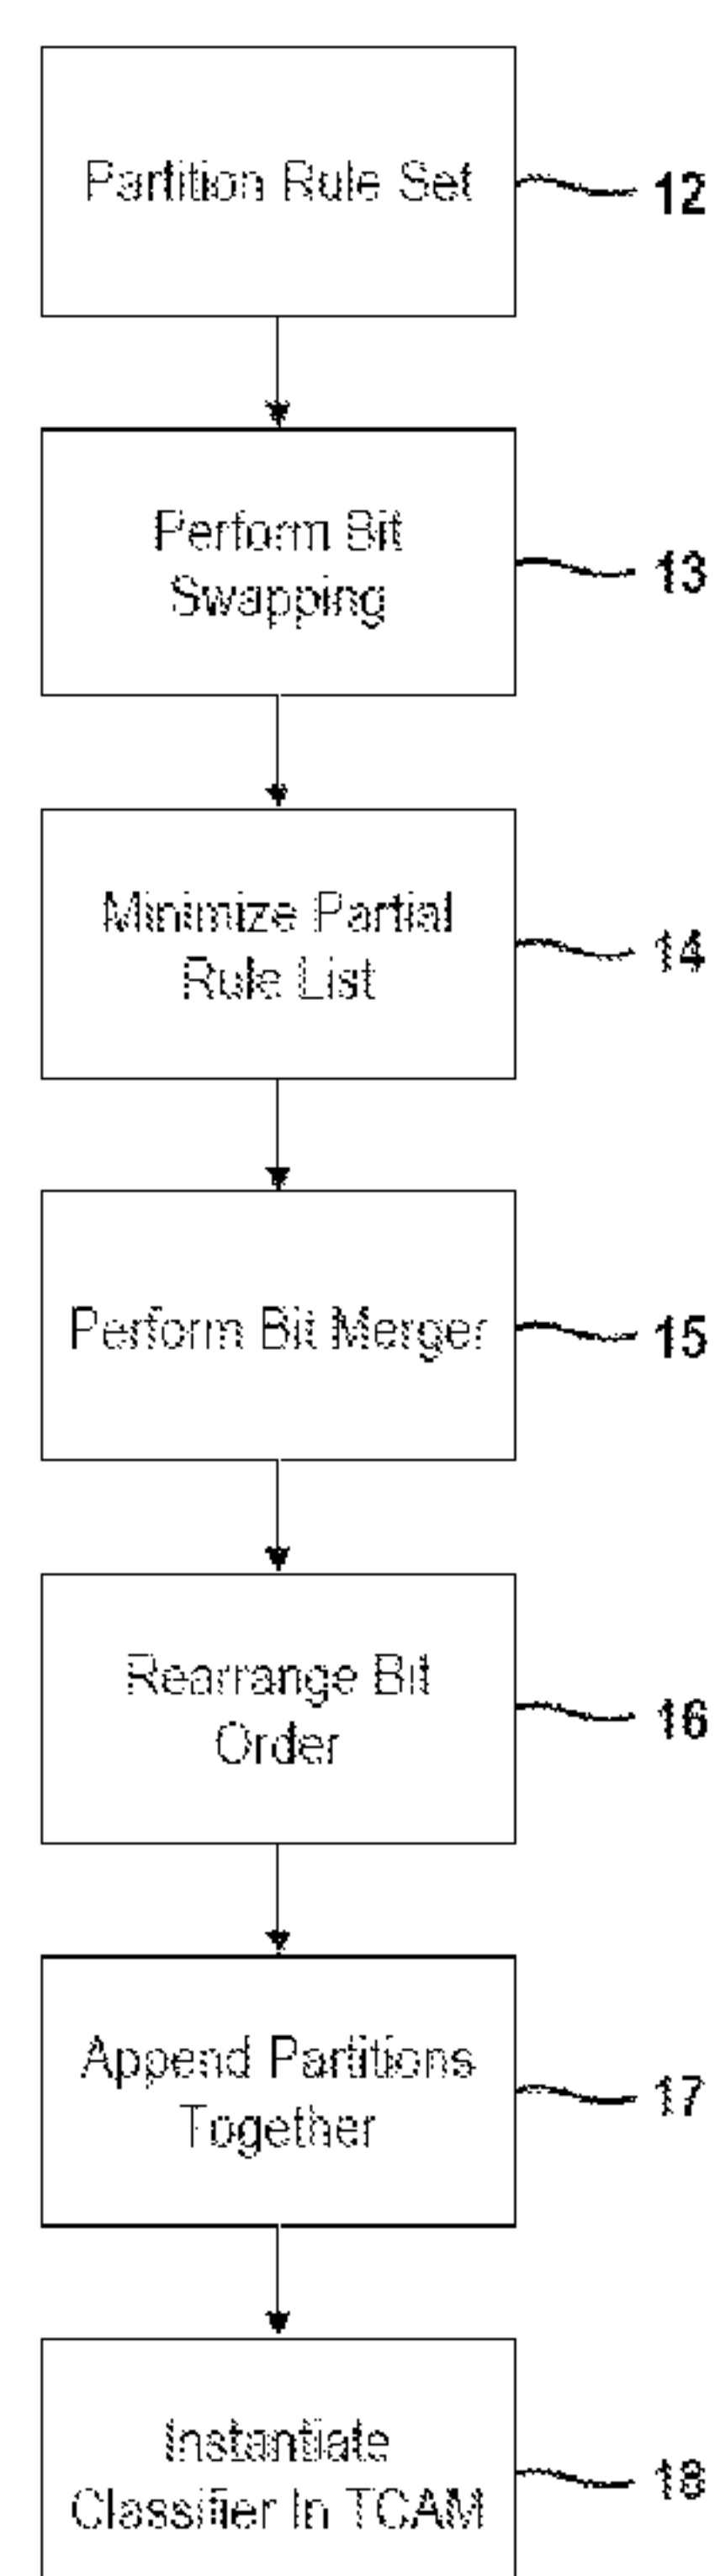 Partition Rule Set
12
Perform Bit
Swapping
13
Minimize Partial
Rule List
14
Perform Bit Merger
15
Rearrange Bit
Order
16
Append Partitions
Together
17
Instantiate
Classifier In TCAM
18